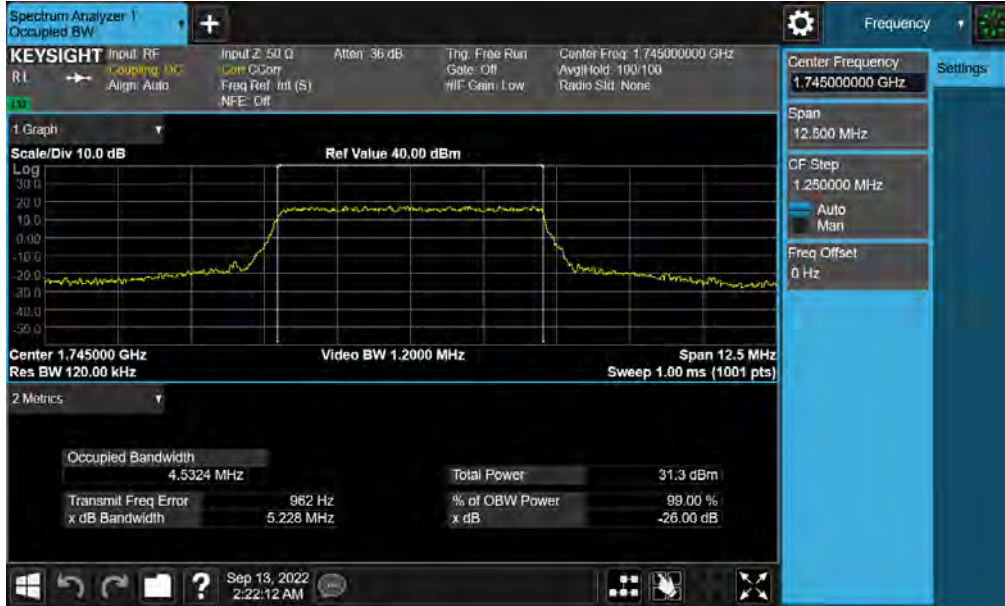 Spectrum Analyzer 1
Occupied BW
Frequency
KEYSIGHT Input: RF Input Z: 50 Ω Atten: 36 dB Trig: Free Run Center Freq: 1.745000000 GHz
RL Coupling: DC Corr CCorr Gate: Off Avg|Hold: 100/100
Align: Auto Freq Ref: Int (S) #IF Gain: Low Radio Std: None
NFE: Off
Center Frequency
1.745000000 GHz
Settings
Span
12.500 MHz
CF Step
1.250000 MHz
Auto
Man
Freq Offset
0 Hz
1 Graph
Scale/Div 10.0 dB Ref Value 40.00 dBm
Log
30.0
20.0
10.0
0.00
-10.0
-20.0
-30.0
-40.0
-50.0
Center 1.745000 GHz Video BW 1.2000 MHz Span 12.5 MHz
Res BW 120.00 kHz Sweep 1.00 ms (1001 pts)
2 Metrics
Occupied Bandwidth
4.5324 MHz Total Power 31.3 dBm
Transmit Freq Error 962 Hz % of OBW Power 99.00 %
x dB Bandwidth 5.228 MHz x dB -26.00 dB
Sep 13, 2022
2:22:12 AM